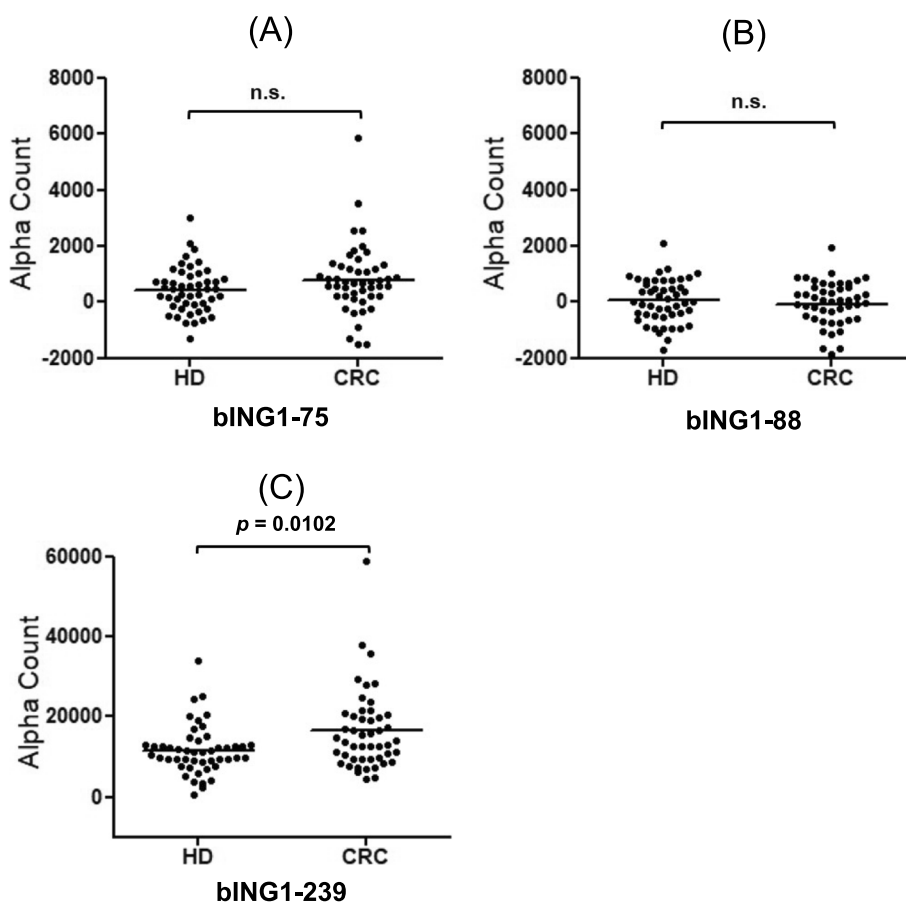 (A)
n.s.
8000
6000
4000
2000
0
-2000
Alpha Count
HD CRC
bING1-75
(B)
n.s.
8000
6000
4000
2000
0
-2000
Alpha Count
HD CRC
bING1-88
(C)
p = 0.0102
60000
40000
20000
0
Alpha Count
HD CRC
bING1-239